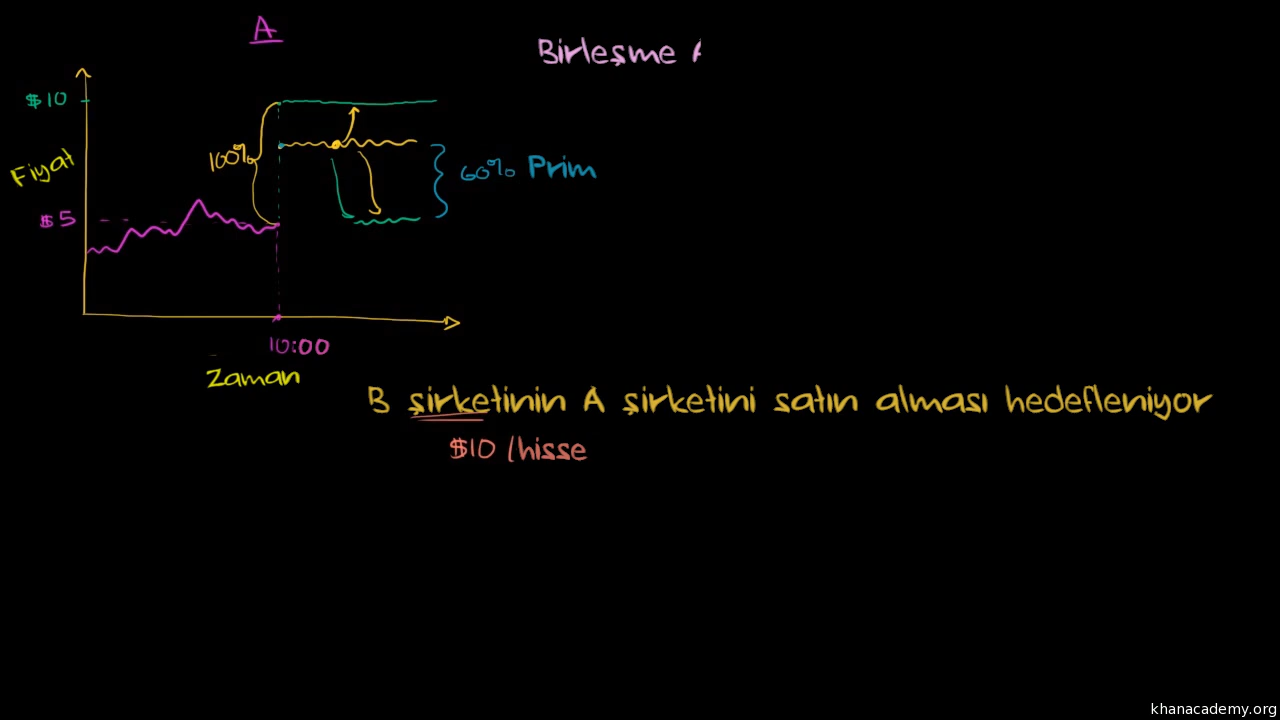 A
Birleşme
$10
100%
Fiyat
60% Prim
$5
10:00
Zaman
B şirketinin A şirketini satın alması hedefleniyor
$10 /hisse
khanacademy.org